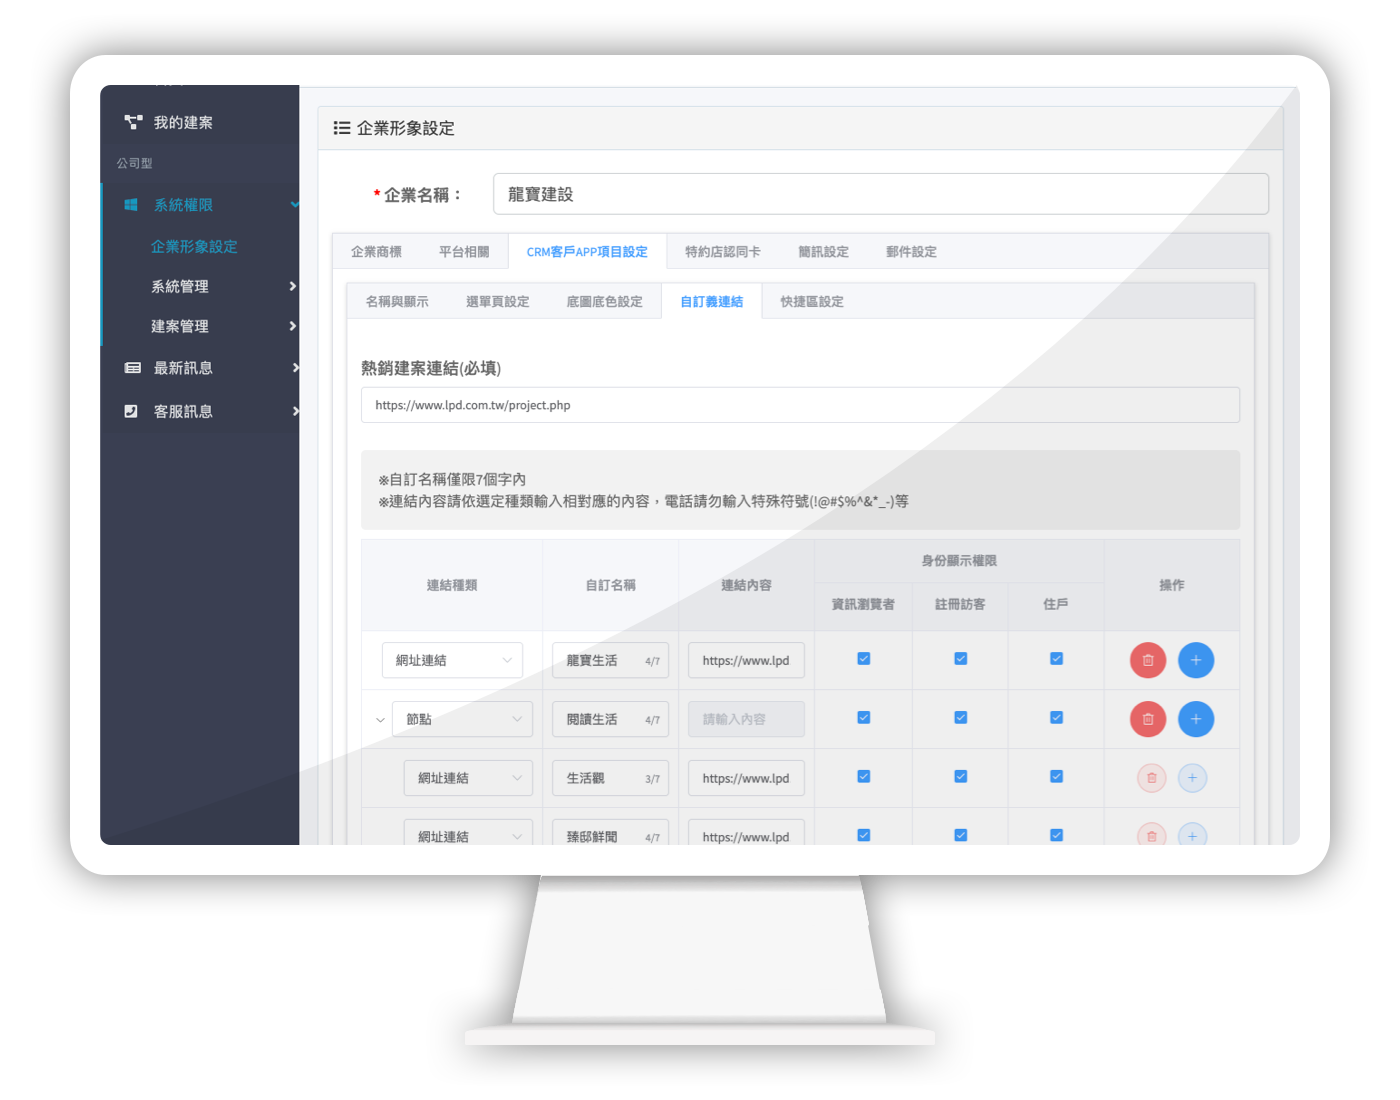 我的建案
公司型
系統權限
企業形象設定
系統管理
建案管理
最新訊息
客服訊息
企業形象設定
*企業名稱：
龍寶建設
企業商標 平台相關 CRM客戶APP項目設定 特約店認同卡 簡訊設定 郵件設定
名稱與顯示 選單頁設定 底圖底色設定 自訂義連結 快捷區設定
熱銷建案連結(必填)
https://www.lpd.com.tw/project.php
※自訂名稱僅限7個字內
※連結內容請依選定種類輸入相對應的內容，電話請勿輸入特殊符號(!@#$%^&*_-)等
連結種類 自訂名稱 連結內容 身份顯示權限 操作
資訊瀏覽者 註冊訪客 住戶
網址連結 龍寶生活 4/7 https://www.lpd
節點 閱讀生活 4/7 請輸入內容
網址連結 生活觀 3/7 https://www.lpd
網址連結 臻邸鮮聞 4/7 https://www.lpd